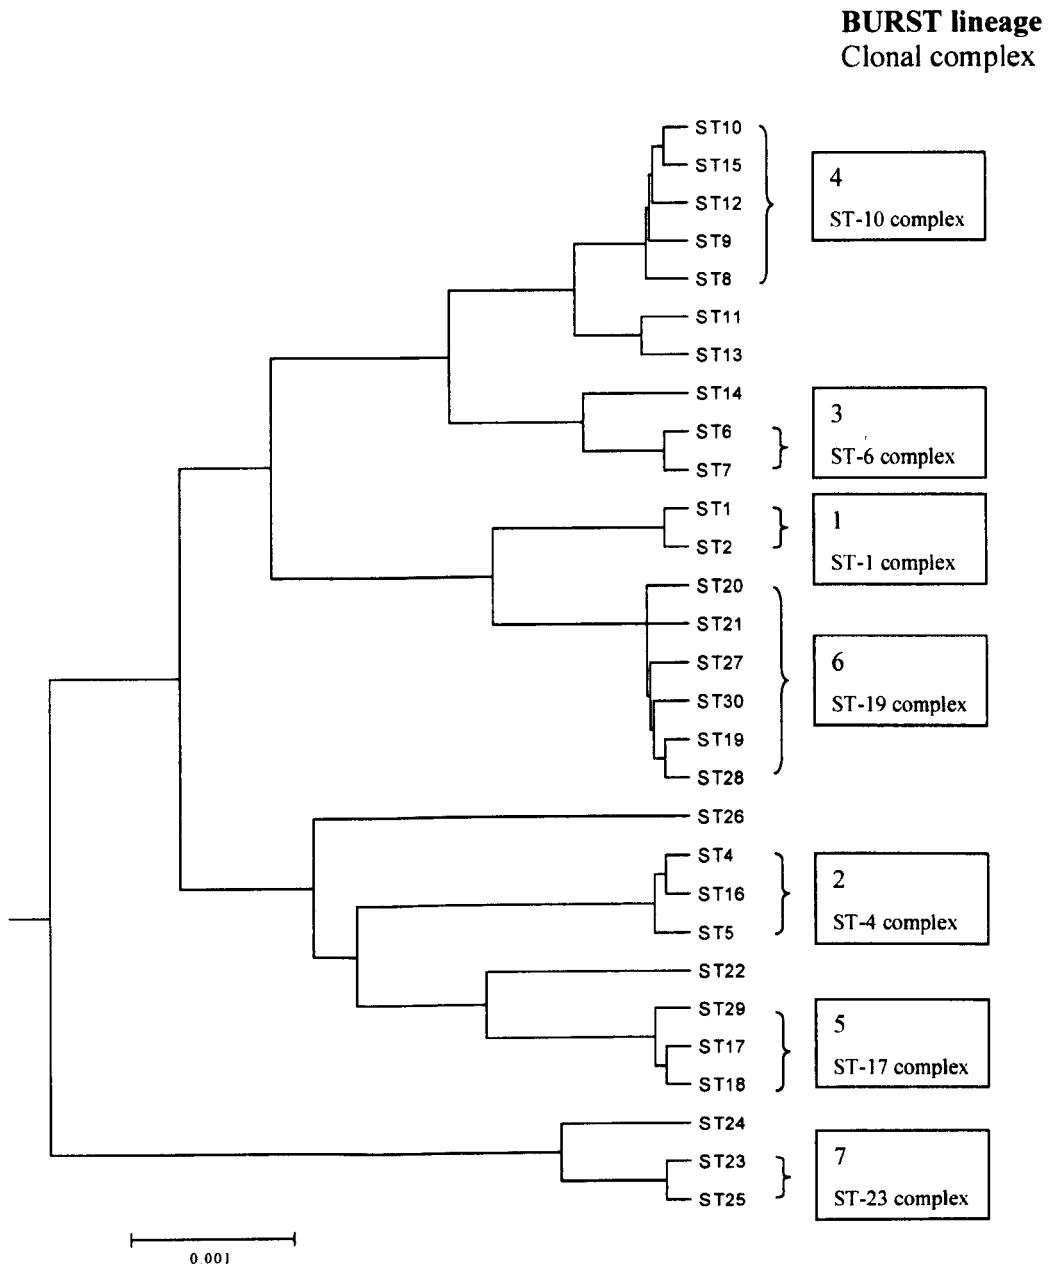 BURST lineage
Clonal complex
ST10
ST15
ST12
ST9
ST8
4
ST-10 complex
ST11
ST13
ST14
ST6
ST7
3
ST-6 complex
ST1
ST2
1
ST-1 complex
ST20
ST21
ST27
ST30
ST19
ST28
6
ST-19 complex
ST26
ST4
ST16
ST5
2
ST-4 complex
ST22
ST29
ST17
ST18
5
ST-17 complex
ST24
ST23
ST25
7
ST-23 complex
0.001